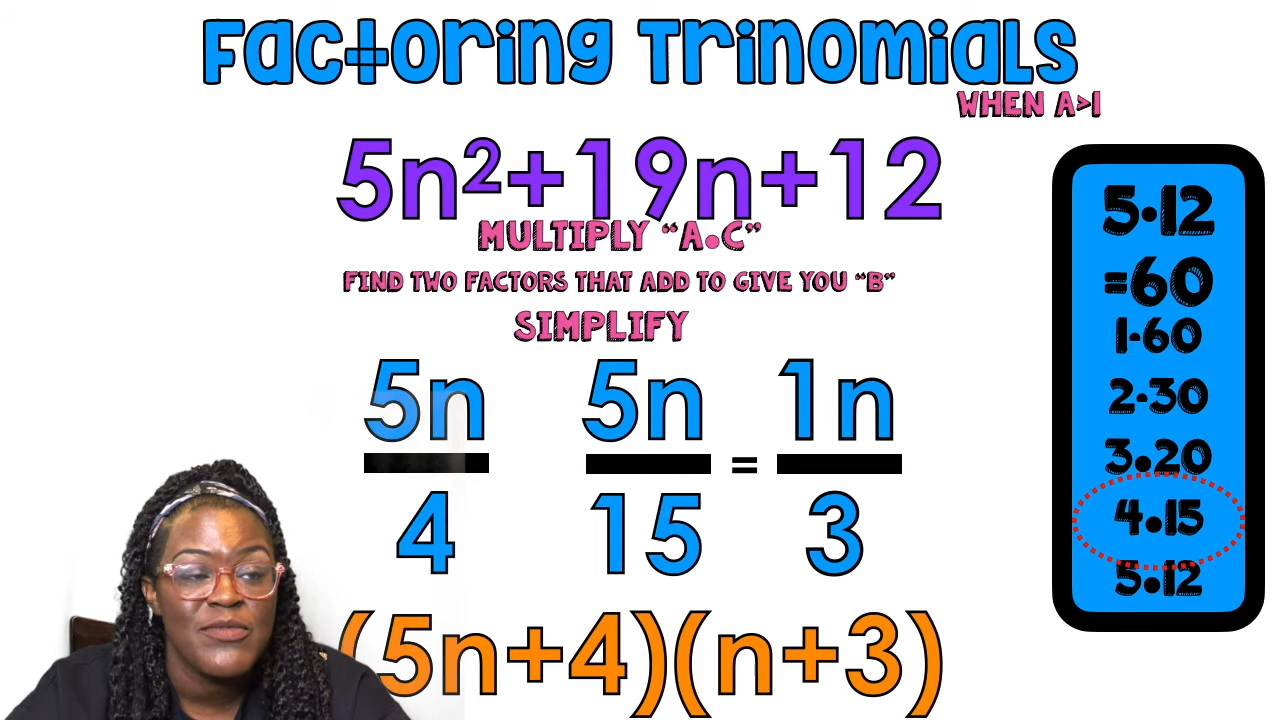 Factoring Trinomials
WHEN A>1
5n²+19n+12
MULTIPLY “A•C”
FIND TWO FACTORS THAT ADD TO GIVE YOU “B”
SIMPLIFY
5n 5n 1n
=
4 15 3
(5n+4)(n+3)
5•12
=60
1•60
2•30
3•20
4•15
5•12